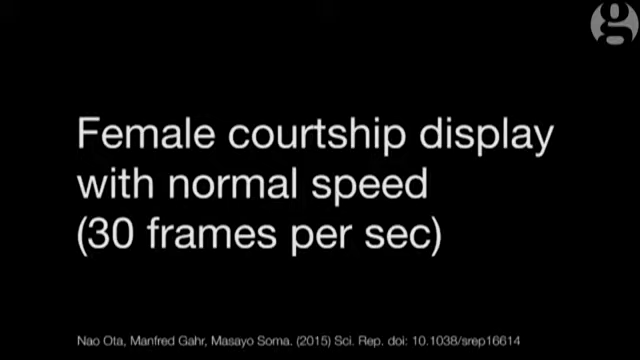 Female courtship display
with normal speed
(30 frames per sec)
Nao Ota, Manfred Gahr, Masayo Soma. (2015) Sci. Rep. doi: 10.1038/srep16614